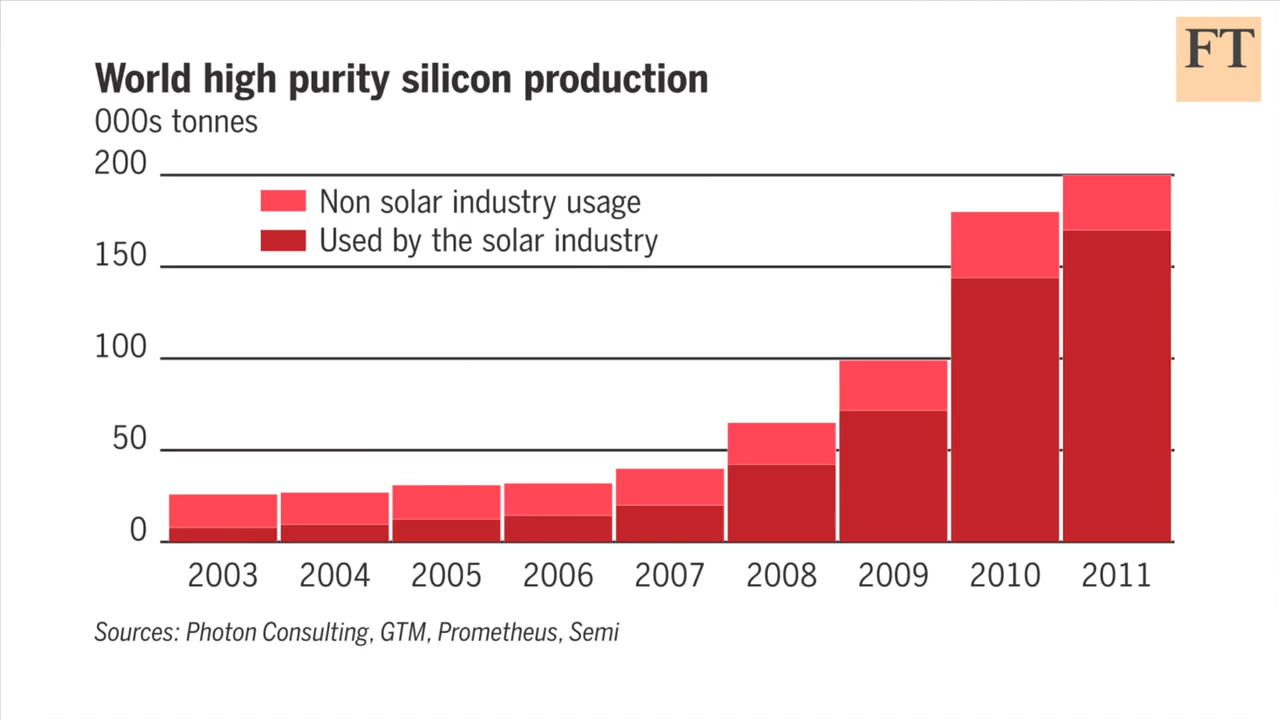 FT
World high purity silicon production
000s tonnes
200
Non solar industry usage
Used by the solar industry
150
100
50
0
2003 2004 2005 2006 2007 2008 2009 2010 2011
Sources: Photon Consulting, GTM, Prometheus, Semi